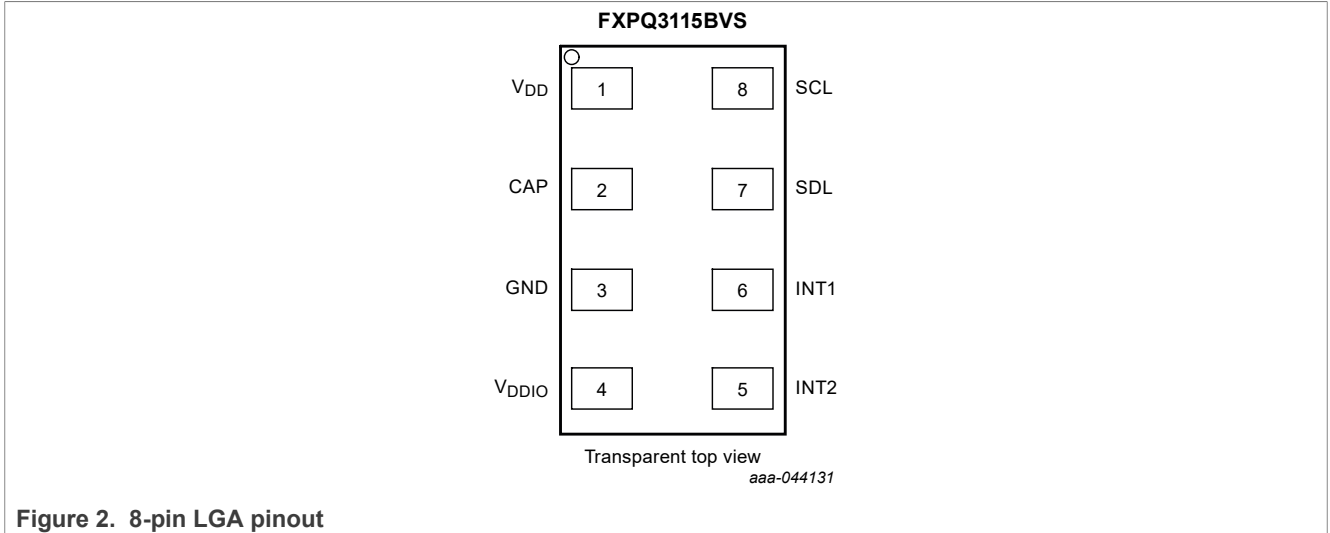 FXPQ3115BVS
VDD 1 8 SCL
CAP 2 7 SDL
GND 3 6 INT1
VDDIO 4 5 INT2
Transparent top view
aaa-044131
Figure 2. 8-pin LGA pinout